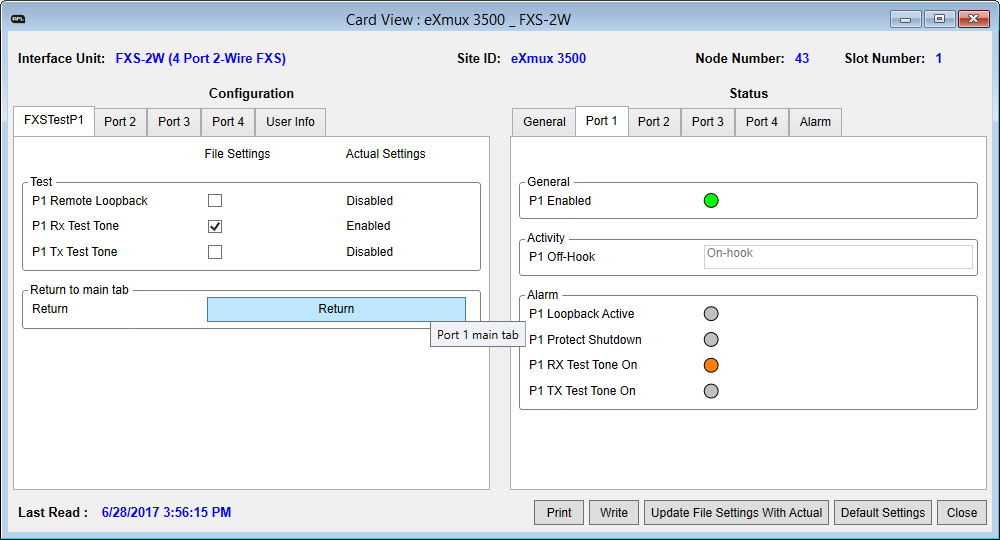 RFL
Card View : eXmux 3500 _ FXS-2W
Interface Unit: FXS-2W (4 Port 2-Wire FXS) Site ID: eXmux 3500 Node Number: 43 Slot Number: 1
Configuration
FXSTestP1 Port 2 Port 3 Port 4 User Info
File Settings Actual Settings
Test
P1 Remote Loopback Disabled
P1 Rx Test Tone Enabled
P1 Tx Test Tone Disabled
Return to main tab
Return Return
Port 1 main tab
Status
General Port 1 Port 2 Port 3 Port 4 Alarm
General
P1 Enabled
Activity
P1 Off-Hook On-hook
Alarm
P1 Loopback Active
P1 Protect Shutdown
P1 RX Test Tone On
P1 TX Test Tone On
Last Read : 6/28/2017 3:56:15 PM Print Write Update File Settings With Actual Default Settings Close